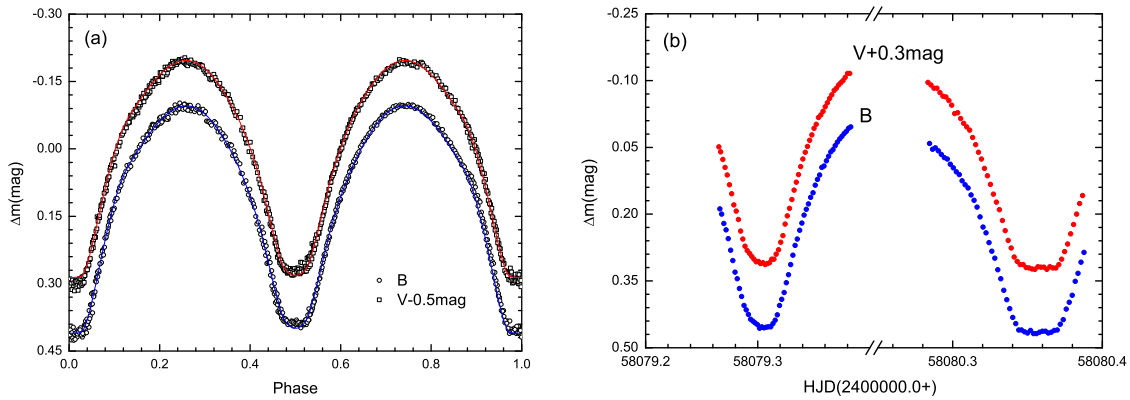 (a)
-0.30
-0.15
0.00
0.15
0.30
0.45
Δm(mag)
B
V-0.5mag
0.0
0.2
0.4
0.6
0.8
1.0
Phase
(b)
-0.25
-0.10
0.05
0.20
0.35
0.50
Δm(mag)
V+0.3mag
B
58079.2
58079.3
58080.3
58080.4
HJD(2400000.0+)